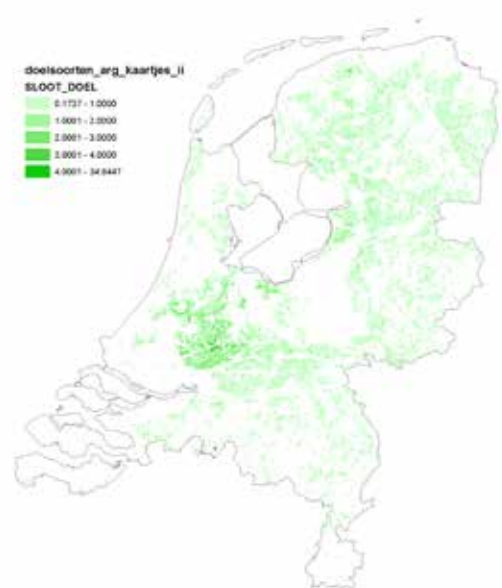 doelsoorten_arg_kaartjes_ii
SLOOT_DOEL
0.1737 - 1.0000
1.0001 - 2.0000
2.0001 - 3.0000
3.0001 - 4.0000
4.0001 - 34.6447